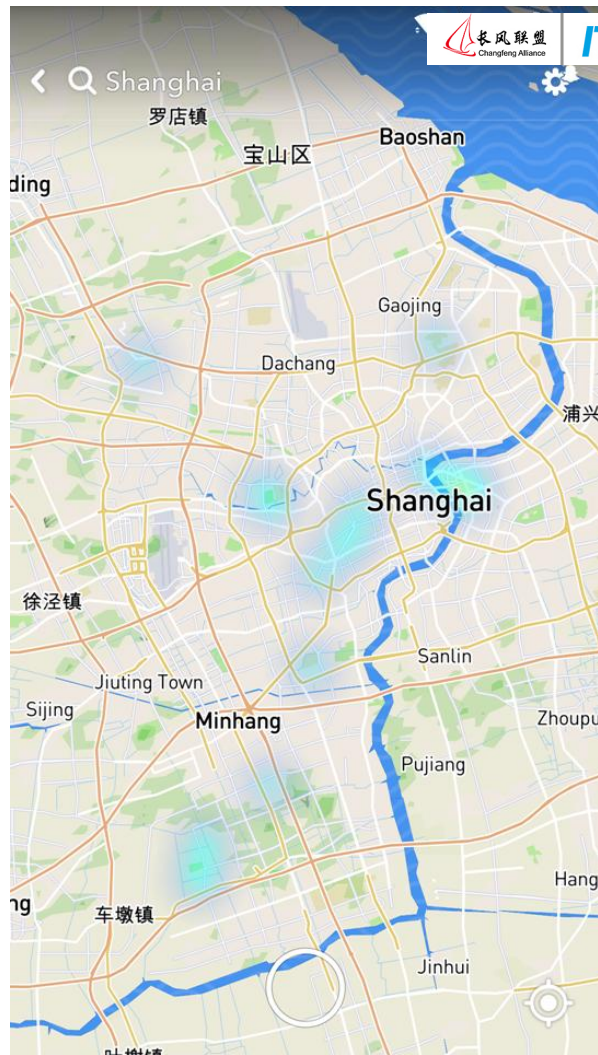 长风联盟
Changfeng Alliance
Shanghai
罗店镇
Baoshan
宝山区
ding
Gaojing
Dachang
浦兴
Shanghai
徐泾镇
Sanlin
Jiuting Town
Sijing
Minhang
Zhoupu
Pujiang
Hang
ng
车墩镇
Jinhui